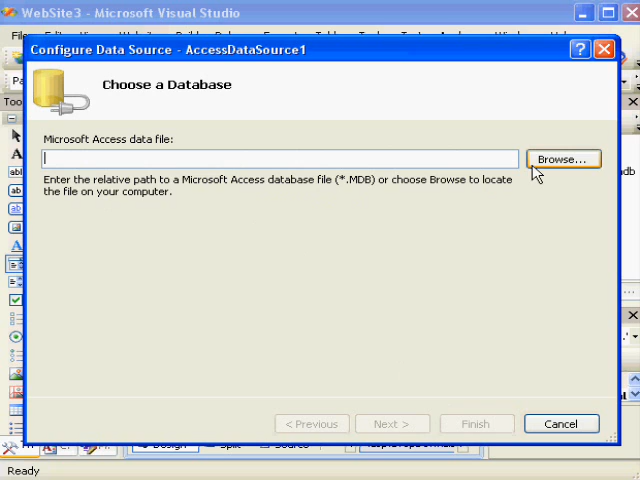 WebSite3 - Microsoft Visual Studio
Configure Data Source - AccessDataSource1
Choose a Database
Microsoft Access data file:
Browse...
Enter the relative path to a Microsoft Access database file (*.MDB) or choose Browse to locate
the file on your computer.
< Previous
Next >
Finish
Cancel
Ready